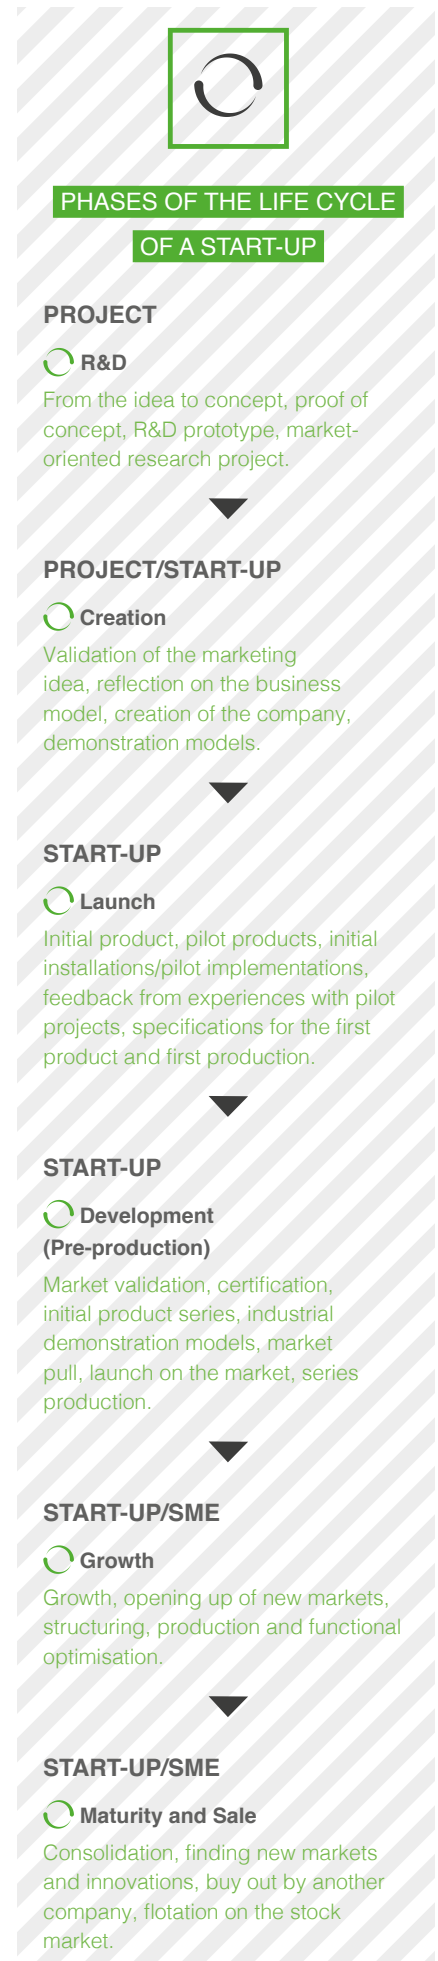 PHASES OF THE LIFE CYCLE
OF A START-UP
PROJECT
R&D
From the idea to concept, proof of
concept, R&D prototype, market-
oriented research project.
PROJECT/START-UP
Creation
Validation of the marketing
idea, reflection on the business
model, creation of the company,
demonstration models.
START-UP
Launch
Initial product, pilot products, initial
installations/pilot implementations,
feedback from experiences with pilot
projects, specifications for the first
product and first production.
START-UP
Development
(Pre-production)
Market validation, certification,
initial product series, industrial
demonstration models, market
pull, launch on the market, series
production.
START-UP/SME
Growth
Growth, opening up of new markets,
structuring, production and functional
optimisation.
START-UP/SME
Maturity and Sale
Consolidation, finding new markets
and innovations, buy out by another
company, flotation on the stock
market.